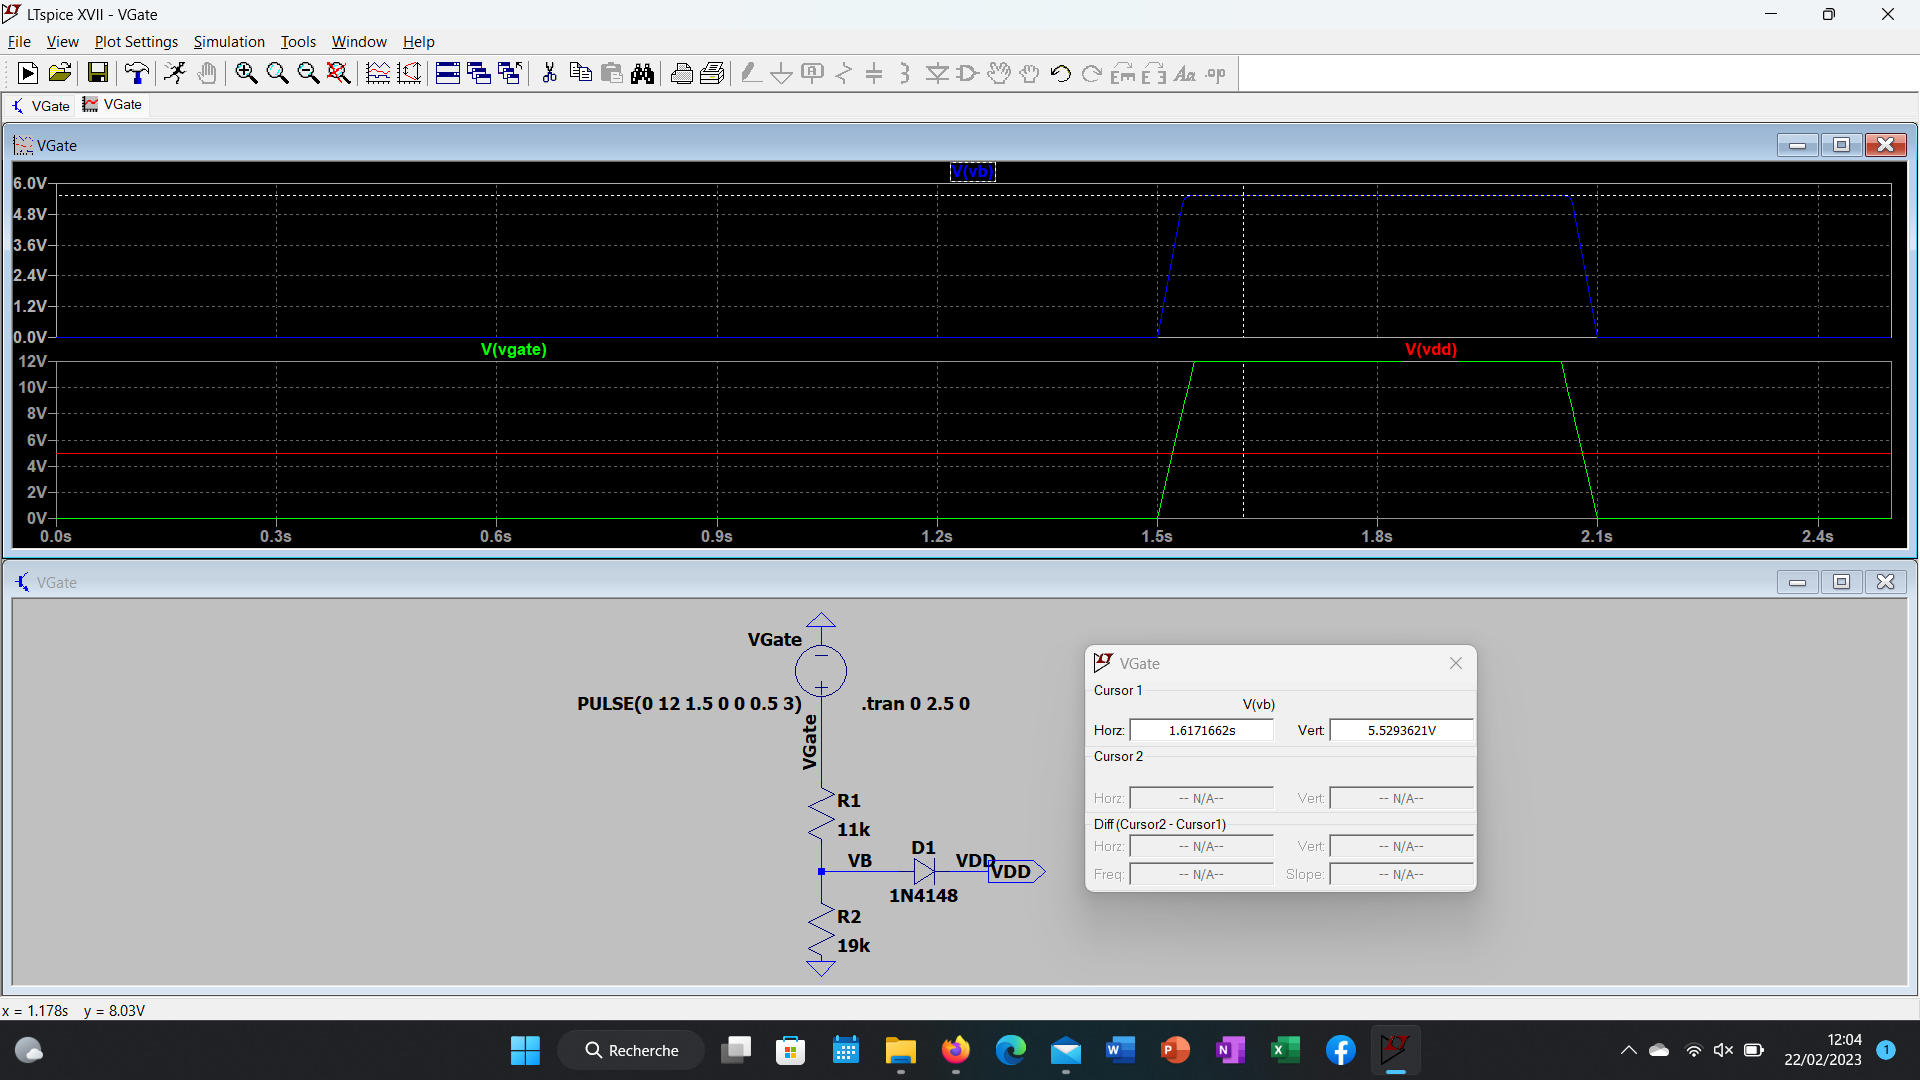 LTspice XVII - VGate
File View Plot Settings Simulation Tools Window Help
VGate VGate
VGate
V(vb)
6.0V
4.8V
3.6V
2.4V
1.2V
0.0V
V(vgate) V(vdd)
12V
10V
8V
6V
4V
2V
0V
0.0s 0.3s 0.6s 0.9s 1.2s 1.5s 1.8s 2.1s 2.4s
VGate
VGate
PULSE(0 12 1.5 0 0 0.5 3) .tran 0 2.5 0
VGate
R1
11k
D1
VB VDD
VDD
1N4148
R2
19k
VGate
Cursor 1
V(vb)
Horz: 1.6171662s Vert: 5.5293621V
Cursor 2
Horz: -- N/A-- Vert: -- N/A--
Diff (Cursor2 - Cursor1)
Horz: -- N/A-- Vert: -- N/A--
Freq: -- N/A-- Slope: -- N/A--
x = 1.178s y = 8.03V
Recherche
12:04
22/02/2023
1